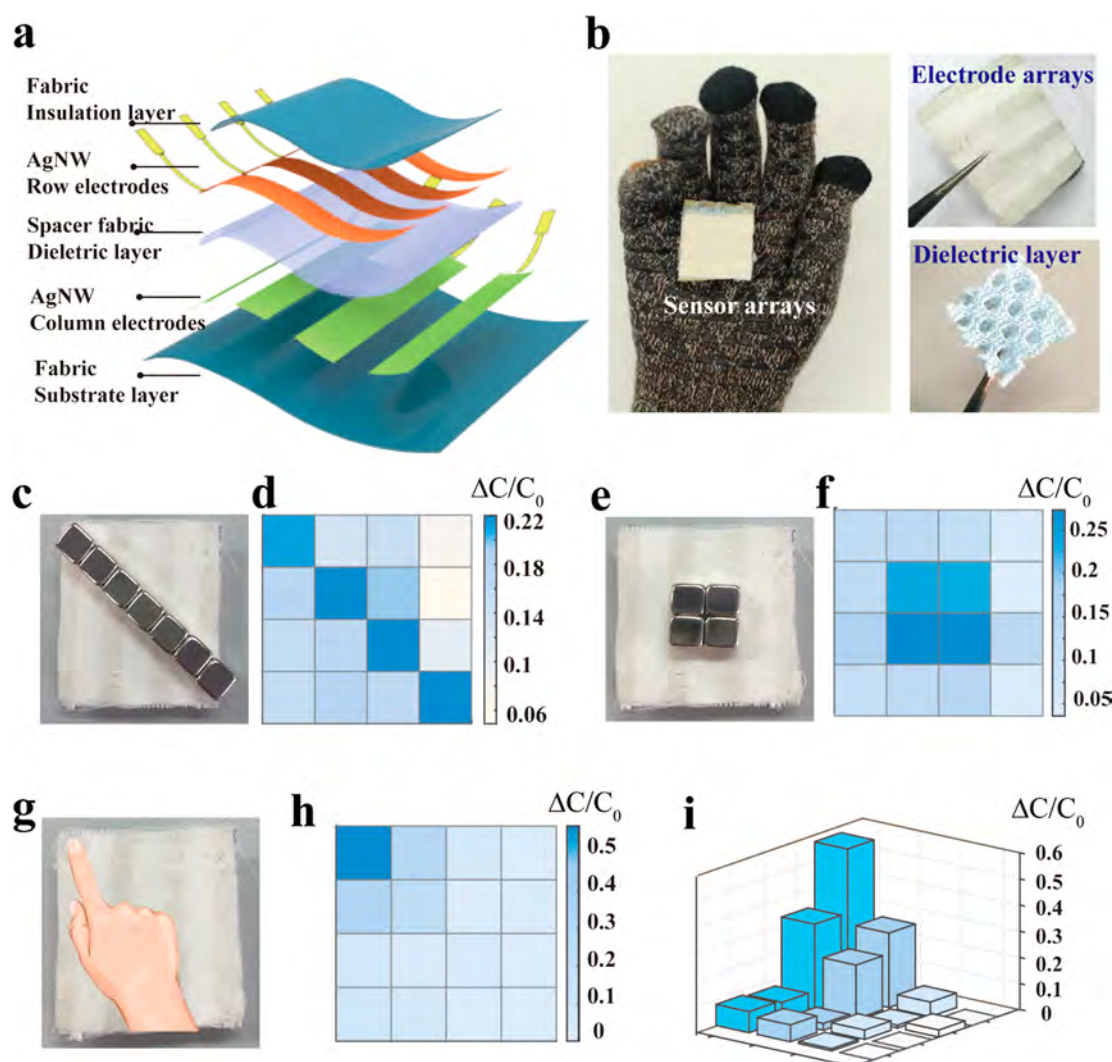 a
Fabric
Insulation layer
AgNW
Row electrodes
Spacer fabric
Dieletric layer
AgNW
Column electrodes
Fabric
Substrate layer
b
Sensor arrays
Electrode arrays
Dielectric layer
c
d
ΔC/C0
0.22
0.18
0.14
0.1
0.06
e
f
ΔC/C0
0.25
0.2
0.15
0.1
0.05
g
h
ΔC/C0
0.5
0.4
0.3
0.2
0.1
0
i
ΔC/C0
0.6
0.5
0.4
0.3
0.2
0.1
0